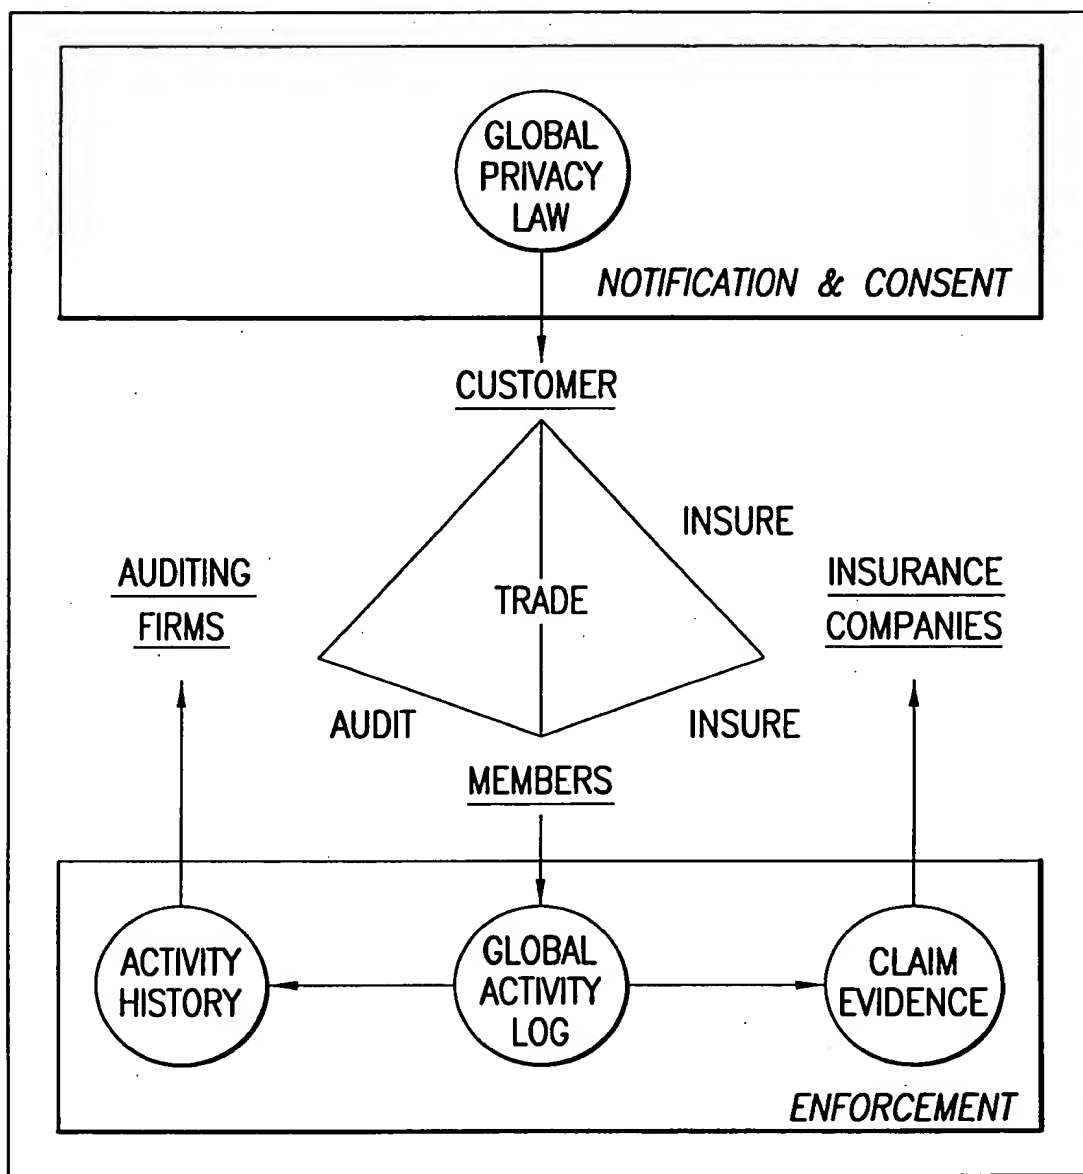 GLOBAL
PRIVACY
LAW
NOTIFICATION & CONSENT
CUSTOMER
INSURE
AUDITING
FIRMS
TRADE
INSURANCE
COMPANIES
AUDIT
INSURE
MEMBERS
ACTIVITY
HISTORY
GLOBAL
ACTIVITY
LOG
CLAIM
EVIDENCE
ENFORCEMENT